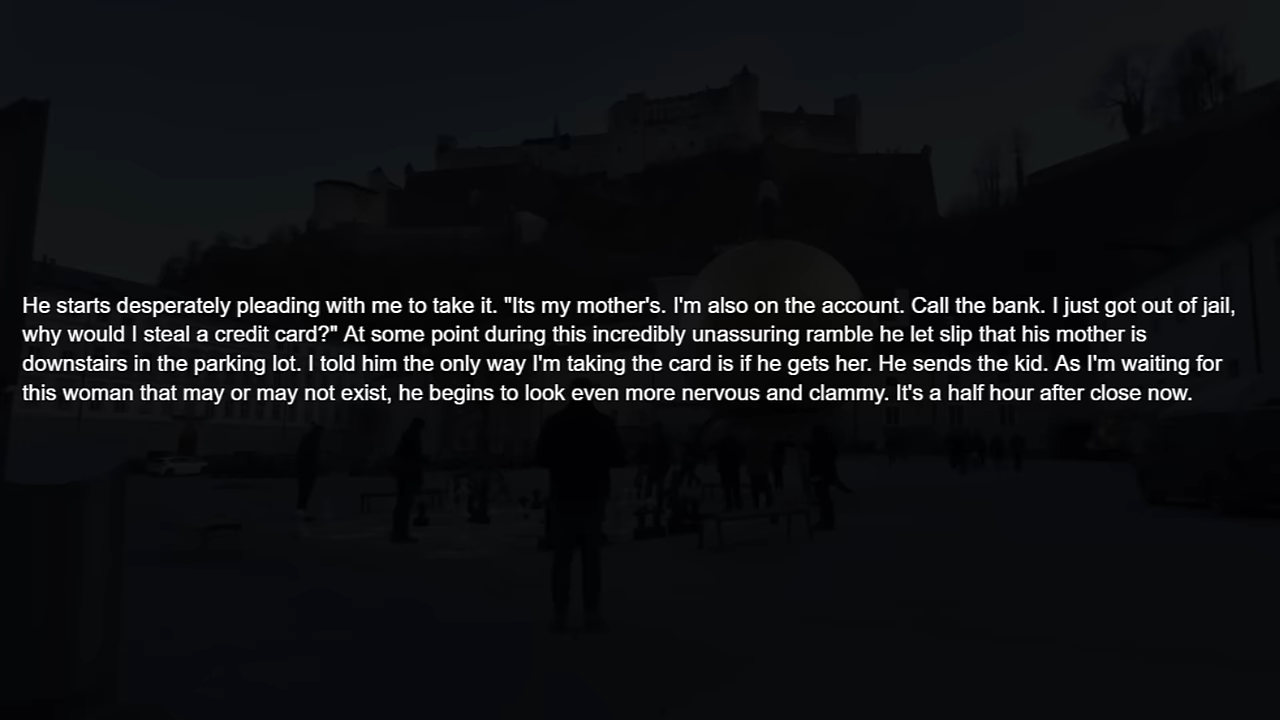 He starts desperately pleading with me to take it. "Its my mother's. I'm also on the account. Call the bank. I just got out of jail,
why would I steal a credit card?" At some point during this incredibly unassuring ramble he let slip that his mother is
downstairs in the parking lot. I told him the only way I'm taking the card is if he gets her. He sends the kid. As I'm waiting for
this woman that may or may not exist, he begins to look even more nervous and clammy. It's a half hour after close now.